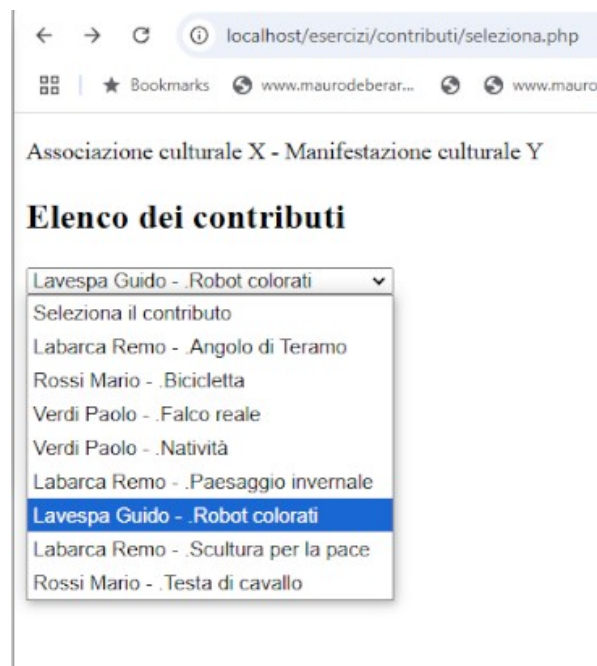 localhost/esercizi/contributi/seleziona.php
Bookmarks www.maurodeberar... www.mauro
Associazione culturale X - Manifestazione culturale Y
Elenco dei contributi
Lavespa Guido - .Robot colorati
Seleziona il contributo
Labarca Remo - .Angolo di Teramo
Rossi Mario - .Bicicletta
Verdi Paolo - .Falco reale
Verdi Paolo - .Natività
Labarca Remo - .Paesaggio invernale
Lavespa Guido - .Robot colorati
Labarca Remo - .Scultura per la pace
Rossi Mario - .Testa di cavallo